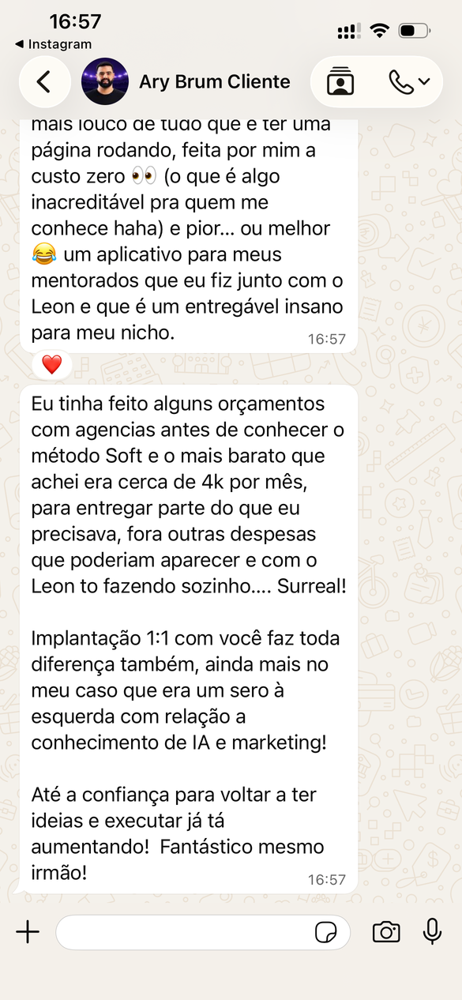 16:57
Instagram
Ary Brum Cliente
mais louco de tudo que é ter uma
página rodando, feita por mim a
custo zero 👀 (o que é algo
inacreditável pra quem me
conhece haha) e pior... ou melhor
😂 um aplicativo para meus
mentorados que eu fiz junto com o
Leon e que é um entregável insano
para meu nicho.
16:57
❤️
Eu tinha feito alguns orçamentos
com agencias antes de conhecer o
método Soft e o mais barato que
achei era cerca de 4k por mês,
para entregar parte do que eu
precisava, fora outras despesas
que poderiam aparecer e com o
Leon to fazendo sozinho.... Surreal!
Implantação 1:1 com você faz toda
diferença também, ainda mais no
meu caso que era um sero à
esquerda com relação a
conhecimento de IA e marketing!
Até a confiança para voltar a ter
ideias e executar já tá
aumentando!  Fantástico mesmo
irmão!
16:57